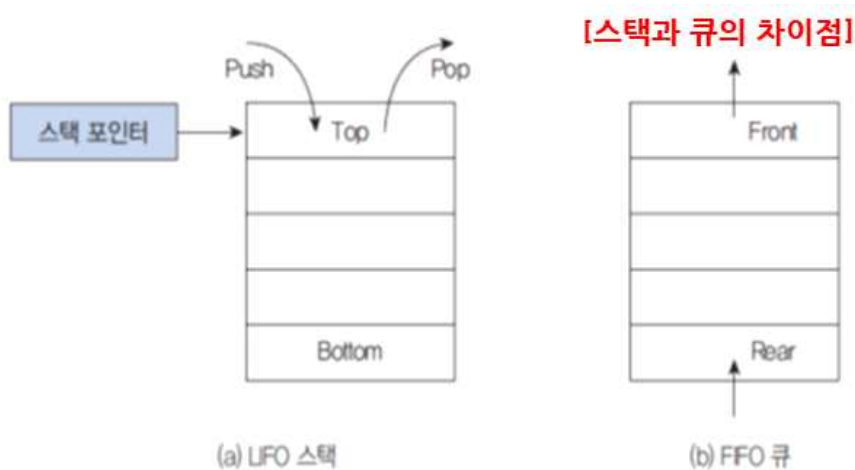 [스택과 큐의 차이점]
Push
Pop
스택 포인터
Top
Front
Bottom
Rear
(a) LIFO 스택
(b) FIFO 큐